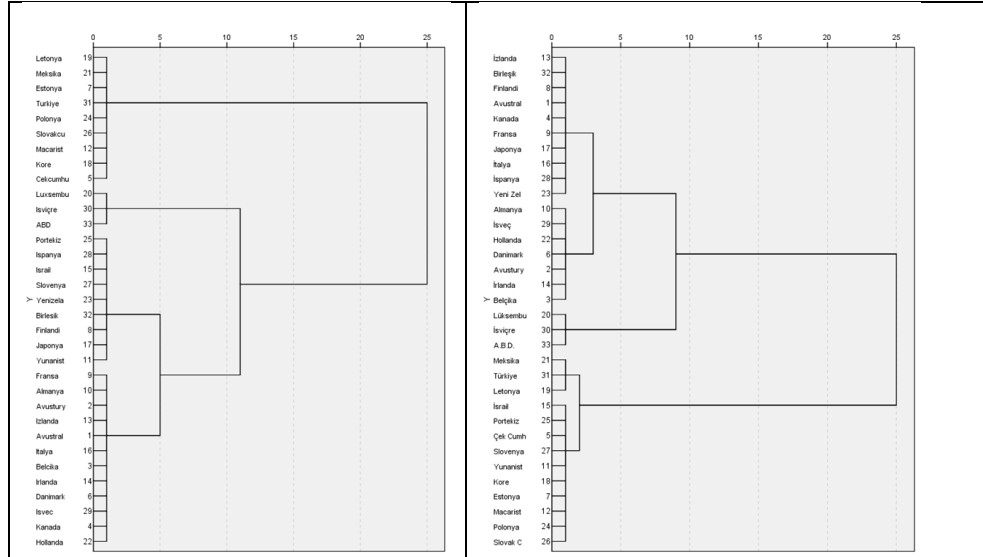 0 5 10 15 20 25
Letonya 19
Meksika 21
Estonya 7
Turkiye 31
Polonya 24
Slovakcu 26
Macarist 12
Kore 18
Cekcumhu 5
Luxsembu 20
Isviçre 30
ABD 33
Portekiz 25
Ispanya 28
Israil 15
Slovenya 27
Y Yenizela 23
Birlesik 32
Finlandi 8
Japonya 17
Yunanist 11
Fransa 9
Almanya 10
Avustury 2
Izlanda 13
Avustral 1
Italya 16
Belcika 3
Irlanda 14
Danimark 6
Isvec 29
Kanada 4
Hollanda 22
0 5 10 15 20 25
İzlanda 13
Birleşik 32
Finlandi 8
Avustral 1
Kanada 4
Fransa 9
Japonya 17
İtalya 16
İspanya 28
Yeni Zel 23
Almanya 10
İsveç 29
Hollanda 22
Danimark 6
Avustury 2
İrlanda 14
Y Belçika 3
Lüksembu 20
İsviçre 30
A.B.D. 33
Meksika 21
Türkiye 31
Letonya 19
İsrail 15
Portekiz 25
Çek Cumh 5
Slovenya 27
Yunanist 11
Kore 18
Estonya 7
Macarist 12
Polonya 24
Slovak C 26